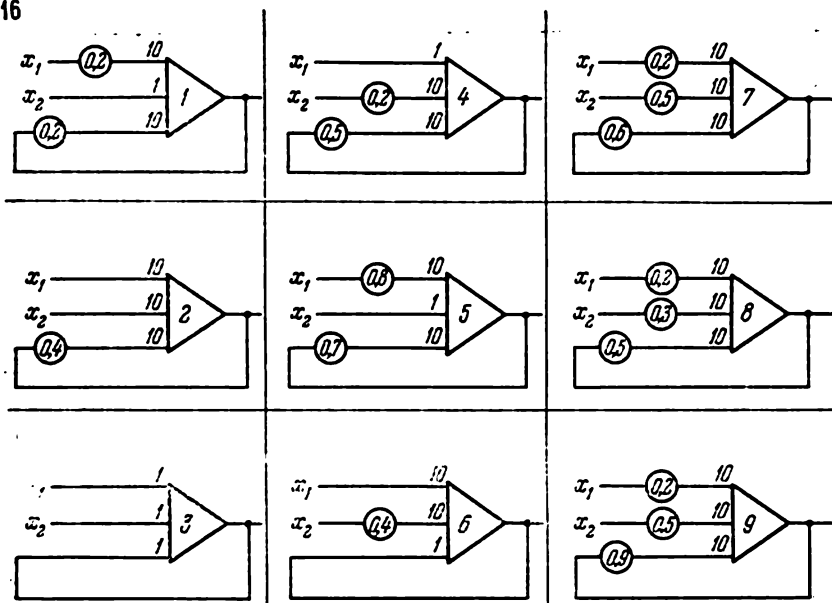 16
x₁ 0,2 10
x₂ 1 1
0,2 10
x₁ 1
x₂ 0,2 10 4
0,5 10
x₁ 0,2 10
x₂ 0,5 10 7
0,6 10
x₁ 10
x₂ 10 2
0,4 10
x₁ 0,8 10
x₂ 1 5
0,7 10
x₁ 0,2 10
x₂ 0,3 10 8
0,5 10
1
x₂ 1 3
1
x₁ 10
x₂ 0,4 10 6
1
x₁ 0,2 10
x₂ 0,5 10 9
0,9 10